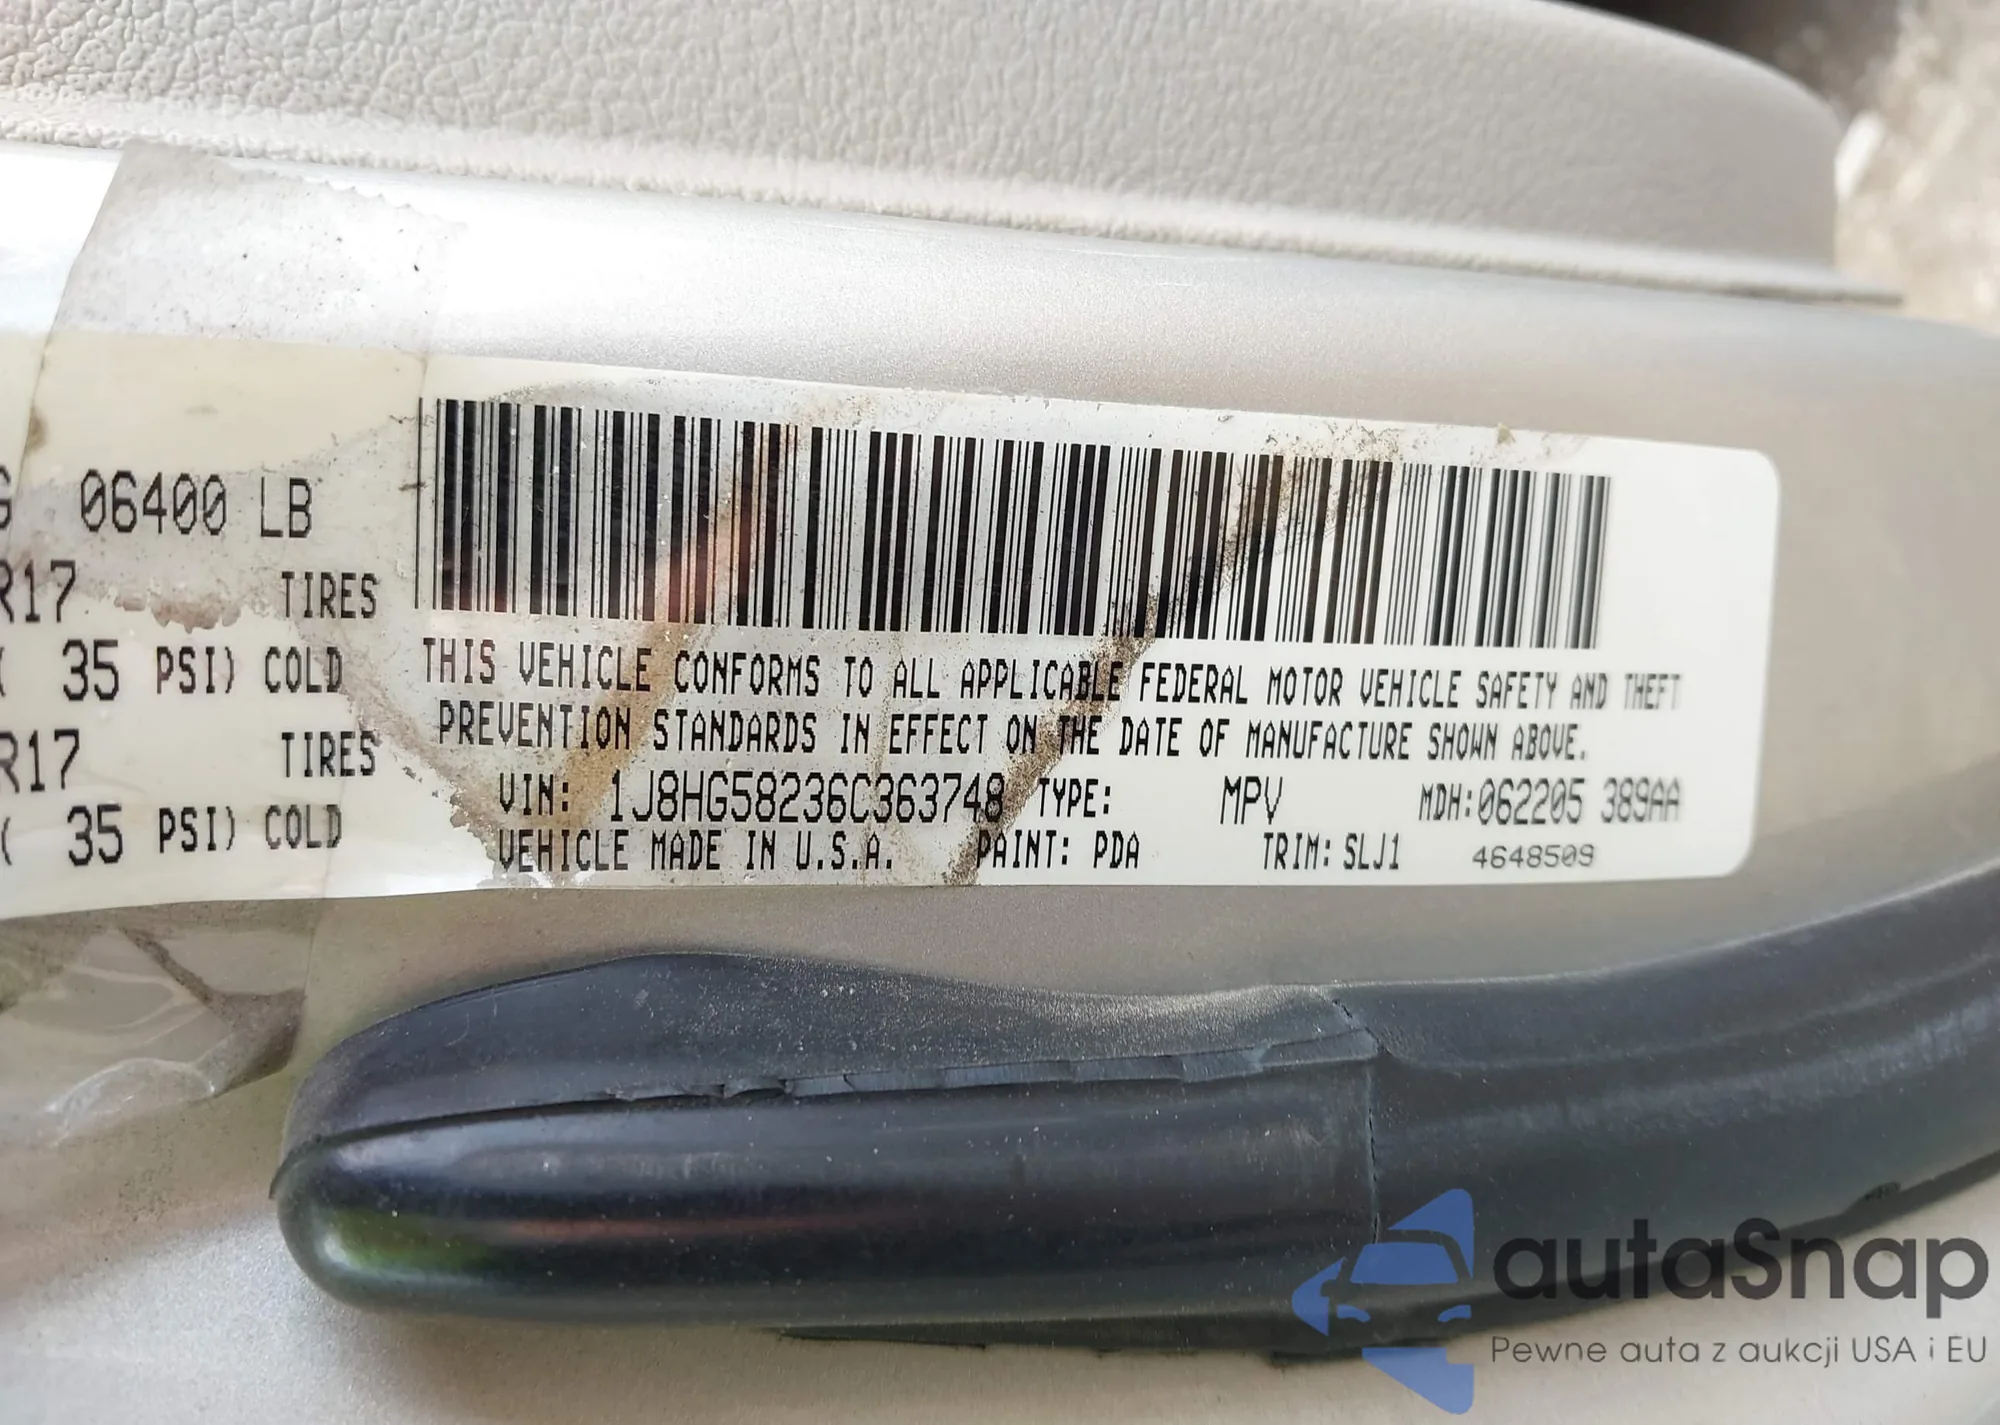 06400 LB
R17 TIRES
( 35 PSI) COLD
R17 TIRES
( 35 PSI) COLD
THIS VEHICLE CONFORMS TO ALL APPLICABLE FEDERAL MOTOR VEHICLE SAFETY AND THEFT
PREVENTION STANDARDS IN EFFECT ON THE DATE OF MANUFACTURE SHOWN ABOVE.
VIN: 1J8HG58236C363748 TYPE: MPV MDH:062205 389AA
VEHICLE MADE IN U.S.A. PAINT: PDA TRIM: SLJ1 4648509
autaSnap
Pewne auta z aukcji USA i EU